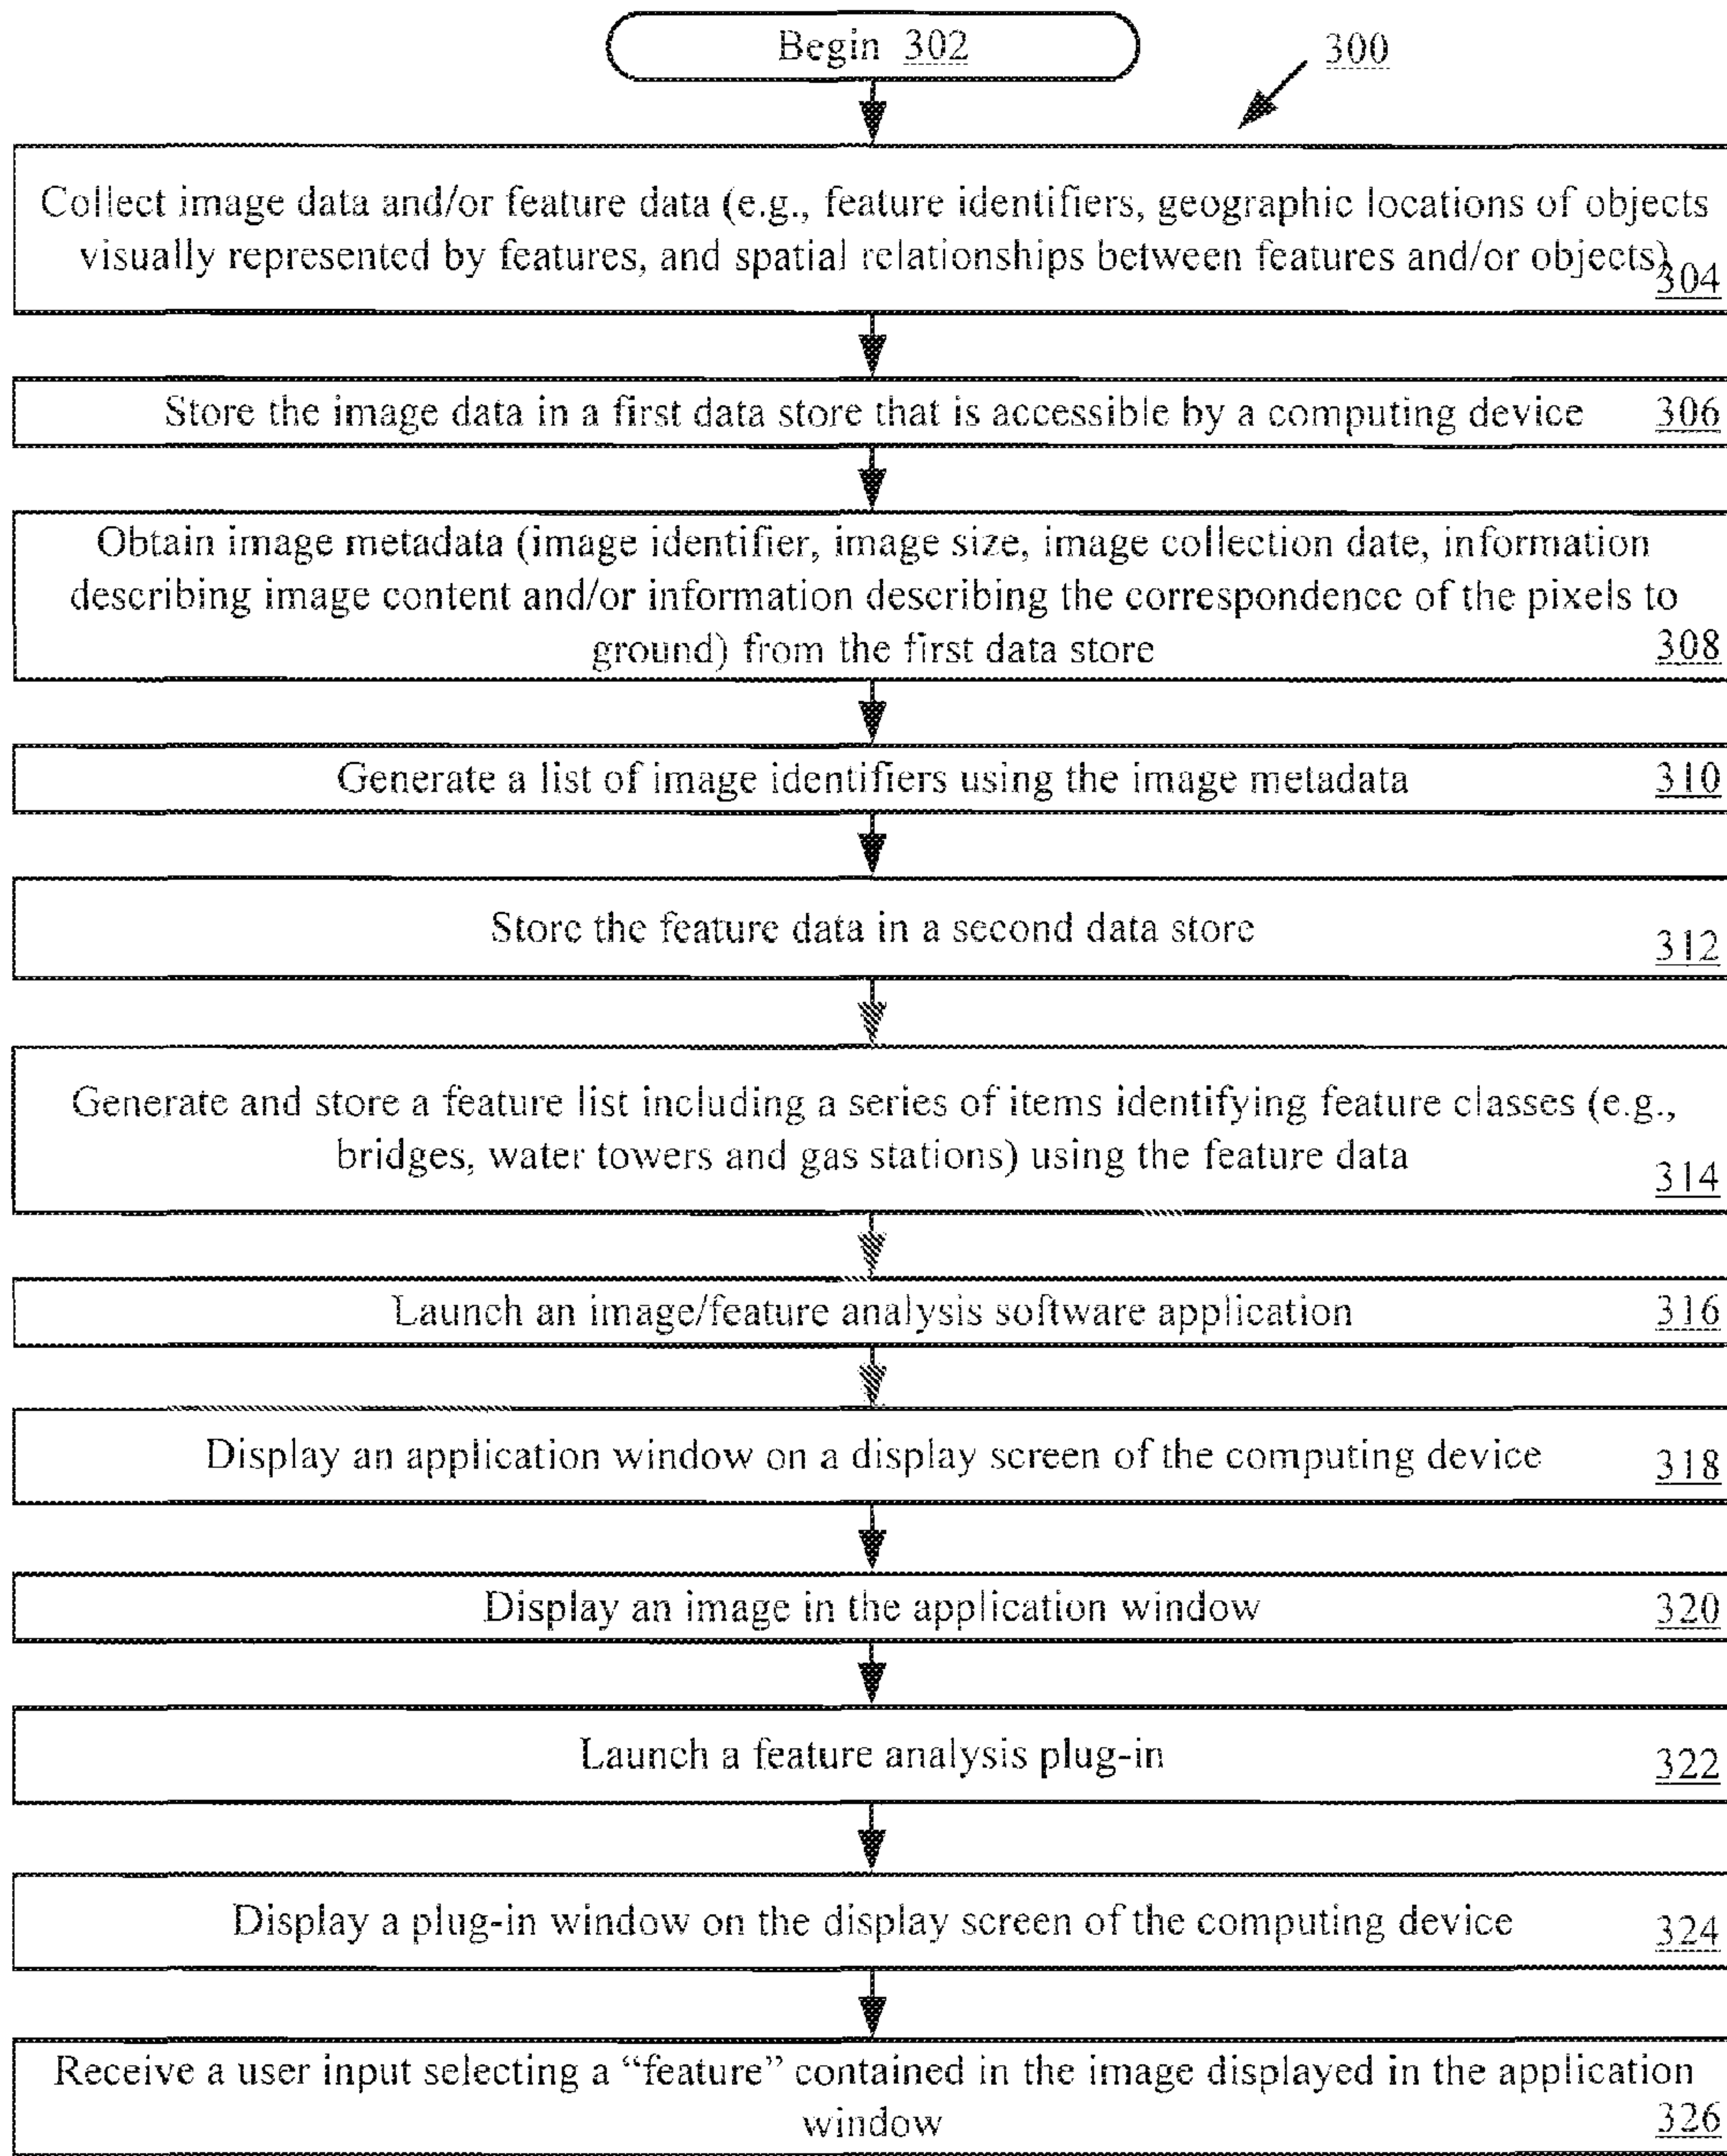 Begin 302
300
Collect image data and/or feature data (e.g., feature identifiers, geographic locations of objects
visually represented by features, and spatial relationships between features and/or objects)
304
Store the image data in a first data store that is accessible by a computing device 306
Obtain image metadata (image identifier, image size, image collection date, information
describing image content and/or information describing the correspondence of the pixels to
ground) from the first data store 308
Generate a list of image identifiers using the image metadata 310
Store the feature data in a second data store 312
Generate and store a feature list including a series of items identifying feature classes (e.g.,
bridges, water towers and gas stations) using the feature data
314
Launch an image/feature analysis software application 316
Display an application window on a display screen of the computing device 318
Display an image in the application window 320
Launch a feature analysis plug-in 322
Display a plug-in window on the display screen of the computing device 324
Receive a user input selecting a “feature” contained in the image displayed in the application
window 326